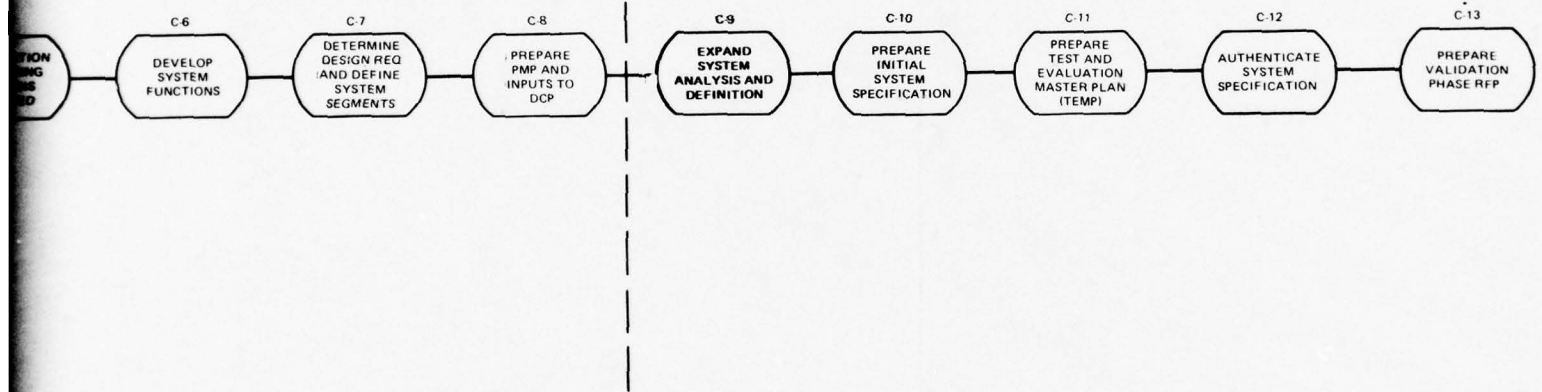 C-6
DEVELOP
SYSTEM
FUNCTIONS
C-7
DETERMINE
DESIGN REQ
AND DEFINE
SYSTEM
SEGMENTS
C-8
PREPARE
PMP AND
INPUTS TO
DCP
C-9
EXPAND
SYSTEM
ANALYSIS AND
DEFINITION
C-10
PREPARE
INITIAL
SYSTEM
SPECIFICATION
C-11
PREPARE
TEST AND
EVALUATION
MASTER PLAN
(TEMP)
C-12
AUTHENTICATE
SYSTEM
SPECIFICATION
C-13
PREPARE
VALIDATION
PHASE RFP